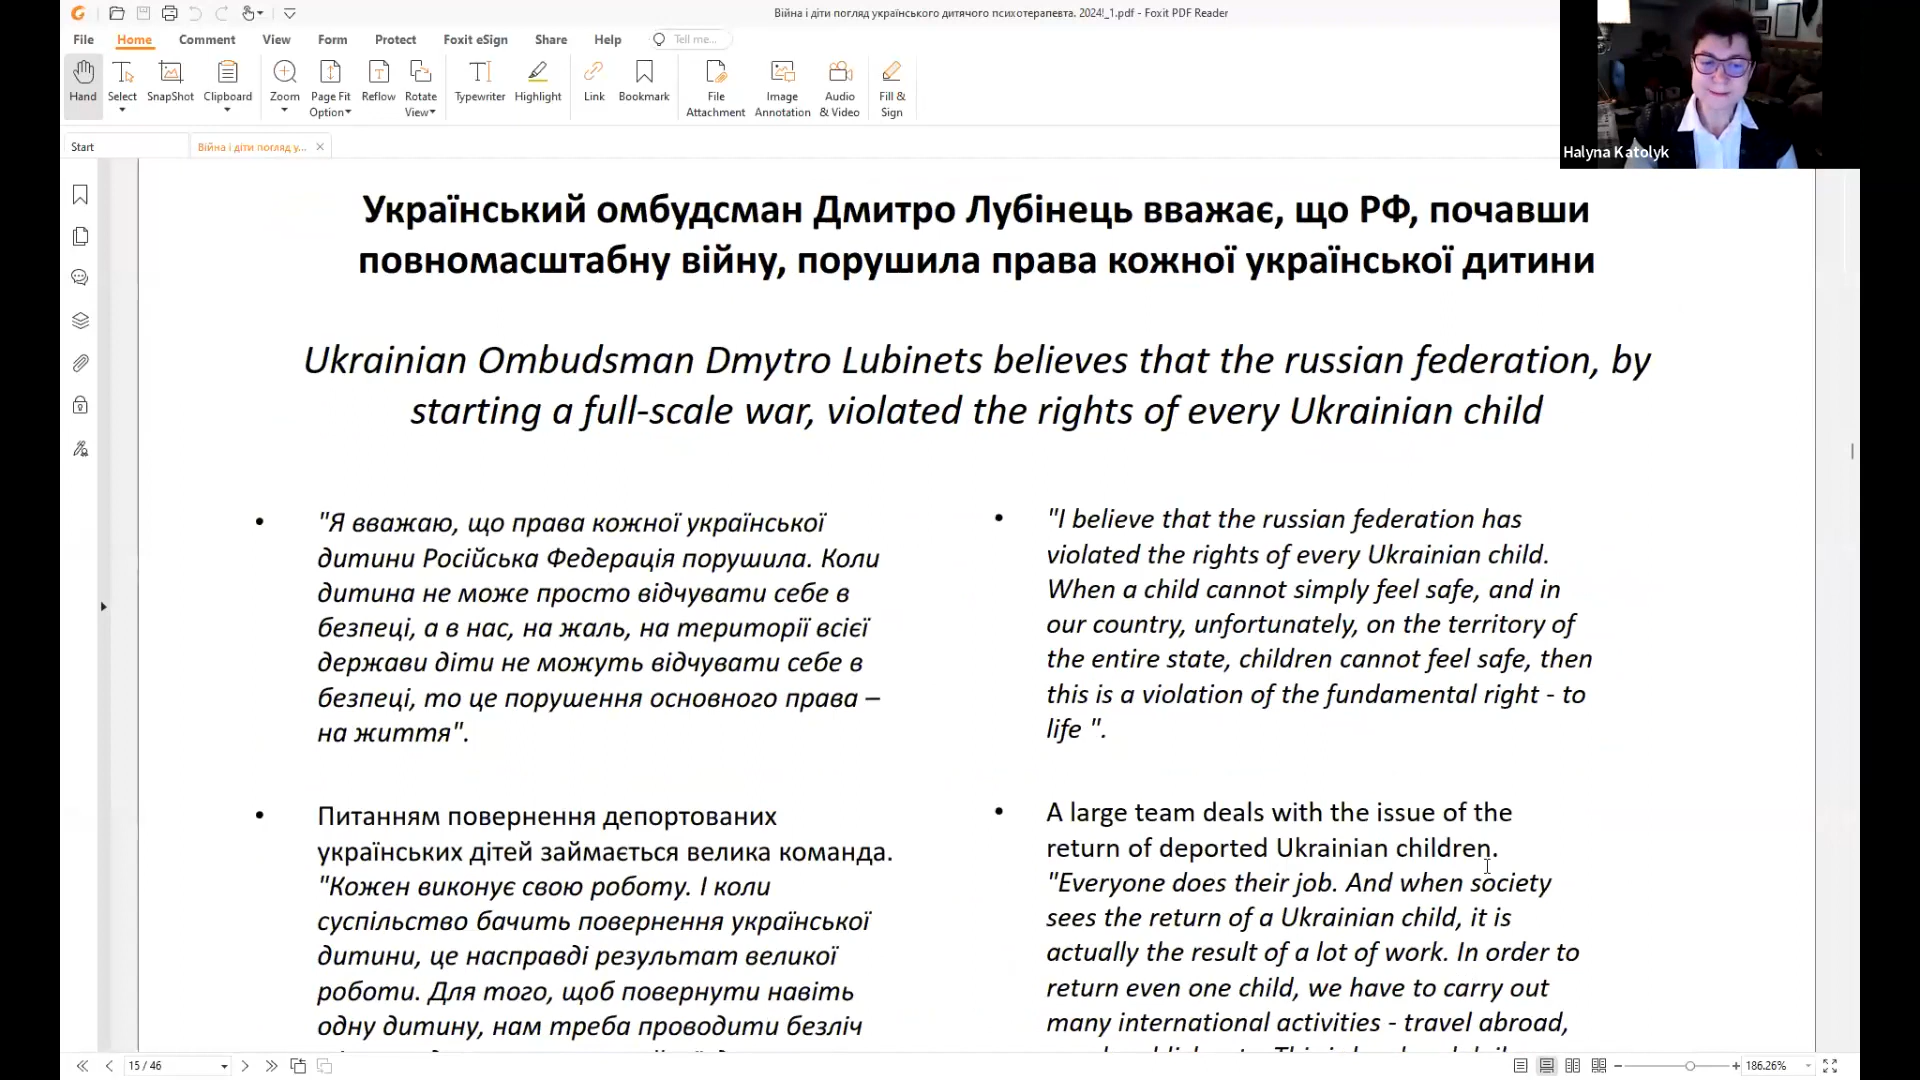 Війна і діти погляд українського дитячого психотерапевта. 2024!_1.pdf - Foxit PDF Reader
File Home Comment View Form Protect Foxit eSign Share Help Tell me...
Hand Select SnapShot Clipboard Zoom Page Fit Option Reflow Rotate View Typewriter Highlight Link Bookmark File Attachment Image Annotation Audio & Video Fill & Sign
Halyna Katolyk
Start Війна і діти погляд у...
Український омбудсман Дмитро Лубінець вважає, що РФ, почавши
повномасштабну війну, порушила права кожної української дитини
Ukrainian Ombudsman Dmytro Lubinets believes that the russian federation, by
starting a full-scale war, violated the rights of every Ukrainian child
• "Я вважаю, що права кожної української
дитини Російська Федерація порушила. Коли
дитина не може просто відчувати себе в
безпеці, а в нас, на жаль, на території всієї
держави діти не можуть відчувати себе в
безпеці, то це порушення основного права –
на життя".
• Питанням повернення депортованих
українських дітей займається велика команда.
"Кожен виконує свою роботу. І коли
суспільство бачить повернення української
дитини, це насправді результат великої
роботи. Для того, щоб повернути навіть
одну дитину, нам треба проводити безліч
• "I believe that the russian federation has
violated the rights of every Ukrainian child.
When a child cannot simply feel safe, and in
our country, unfortunately, on the territory of
the entire state, children cannot feel safe, then
this is a violation of the fundamental right - to
life ".
• A large team deals with the issue of the
return of deported Ukrainian children.
"Everyone does their job. And when society
sees the return of a Ukrainian child, it is
actually the result of a lot of work. In order to
return even one child, we have to carry out
many international activities - travel abroad,
15 / 46
186.26%